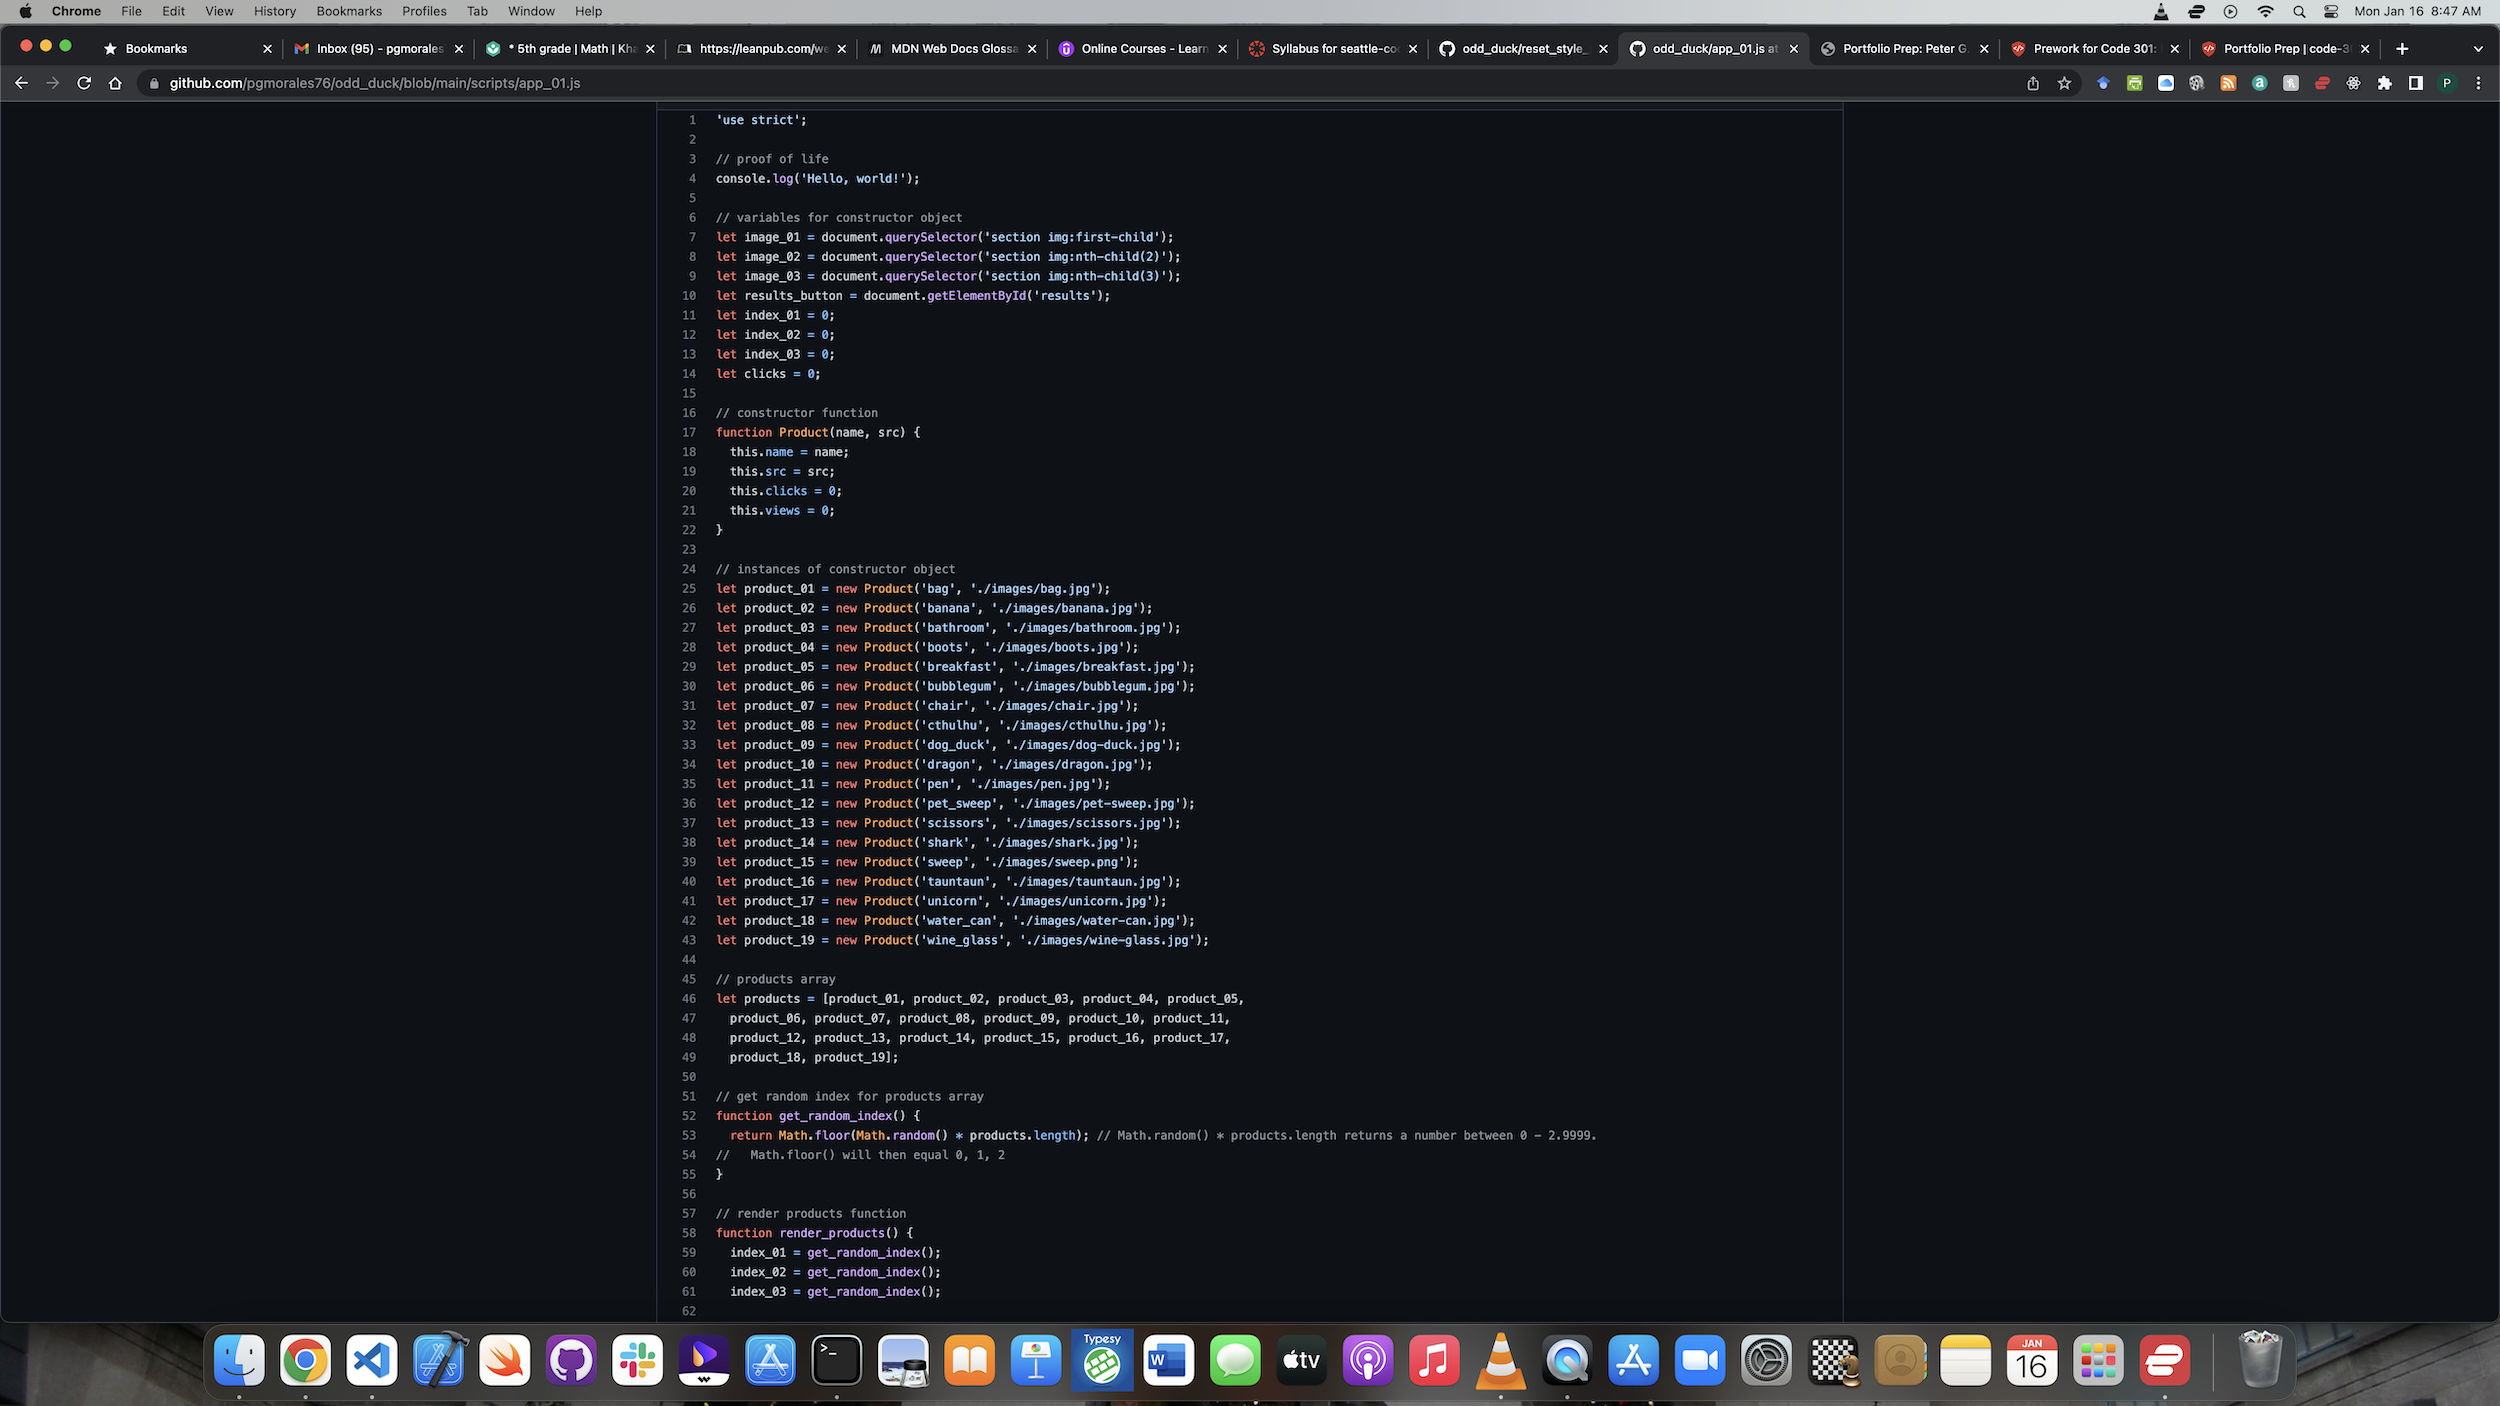 Chrome File Edit View History Bookmarks Profiles Tab Window Help Mon Jan 16 8:47 AM
Bookmarks Inbox (95) - pgmorales * 5th grade | Math | Kha https://leanpub.com/we MDN Web Docs Glossa Online Courses - Learn Syllabus for seattle-co odd_duck/reset_style_ odd_duck/app_01.js at Portfolio Prep: Peter G. Prework for Code 301: Portfolio Prep | code-3
github.com/pgmorales76/odd_duck/blob/main/scripts/app_01.js P
1 'use strict';
2
3 // proof of life
4 console.log('Hello, world!');
5
6 // variables for constructor object
7 let image_01 = document.querySelector('section img:first-child');
8 let image_02 = document.querySelector('section img:nth-child(2)');
9 let image_03 = document.querySelector('section img:nth-child(3)');
10 let results_button = document.getElementById('results');
11 let index_01 = 0;
12 let index_02 = 0;
13 let index_03 = 0;
14 let clicks = 0;
15
16 // constructor function
17 function Product(name, src) {
18 this.name = name;
19 this.src = src;
20 this.clicks = 0;
21 this.views = 0;
22 }
23
24 // instances of constructor object
25 let product_01 = new Product('bag', './images/bag.jpg');
26 let product_02 = new Product('banana', './images/banana.jpg');
27 let product_03 = new Product('bathroom', './images/bathroom.jpg');
28 let product_04 = new Product('boots', './images/boots.jpg');
29 let product_05 = new Product('breakfast', './images/breakfast.jpg');
30 let product_06 = new Product('bubblegum', './images/bubblegum.jpg');
31 let product_07 = new Product('chair', './images/chair.jpg');
32 let product_08 = new Product('cthulhu', './images/cthulhu.jpg');
33 let product_09 = new Product('dog_duck', './images/dog-duck.jpg');
34 let product_10 = new Product('dragon', './images/dragon.jpg');
35 let product_11 = new Product('pen', './images/pen.jpg');
36 let product_12 = new Product('pet_sweep', './images/pet-sweep.jpg');
37 let product_13 = new Product('scissors', './images/scissors.jpg');
38 let product_14 = new Product('shark', './images/shark.jpg');
39 let product_15 = new Product('sweep', './images/sweep.png');
40 let product_16 = new Product('tauntaun', './images/tauntaun.jpg');
41 let product_17 = new Product('unicorn', './images/unicorn.jpg');
42 let product_18 = new Product('water_can', './images/water-can.jpg');
43 let product_19 = new Product('wine_glass', './images/wine-glass.jpg');
44
45 // products array
46 let products = [product_01, product_02, product_03, product_04, product_05,
47 product_06, product_07, product_08, product_09, product_10, product_11,
48 product_12, product_13, product_14, product_15, product_16, product_17,
49 product_18, product_19];
50
51 // get random index for products array
52 function get_random_index() {
53 return Math.floor(Math.random() * products.length); // Math.random() * products.length returns a number between 0 - 2.9999.
54 // Math.floor() will then equal 0, 1, 2
55 }
56
57 // render products function
58 function render_products() {
59 index_01 = get_random_index();
60 index_02 = get_random_index();
61 index_03 = get_random_index();
62
Typesy
W
tv
JAN
16